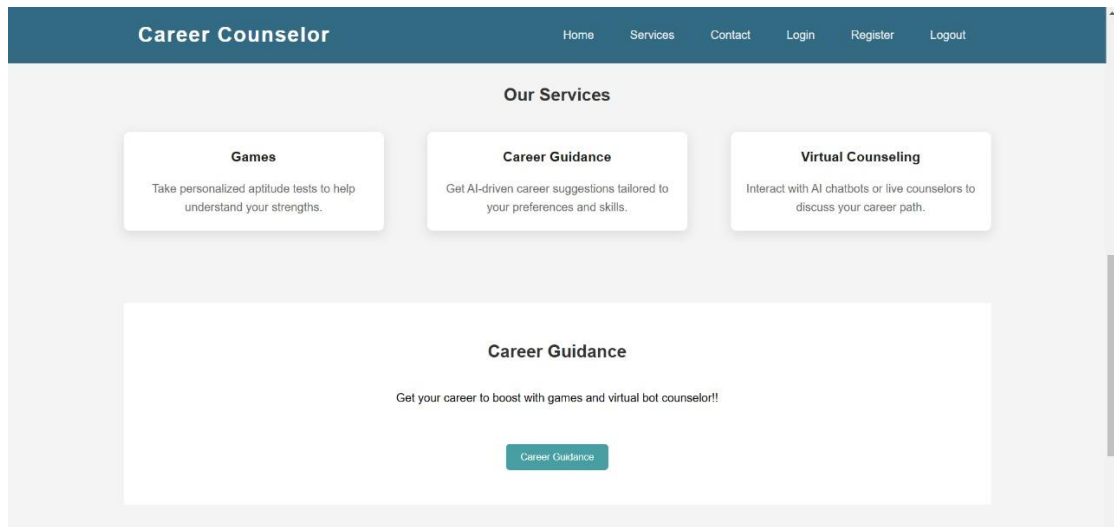 Career Counselor
Home Services Contact Login Register Logout
Our Services
Games
Take personalized aptitude tests to help
understand your strengths.
Career Guidance
Get AI-driven career suggestions tailored to
your preferences and skills.
Virtual Counseling
Interact with AI chatbots or live counselors to
discuss your career path.
Career Guidance
Get your career to boost with games and virtual bot counselor!!
Career Guidance